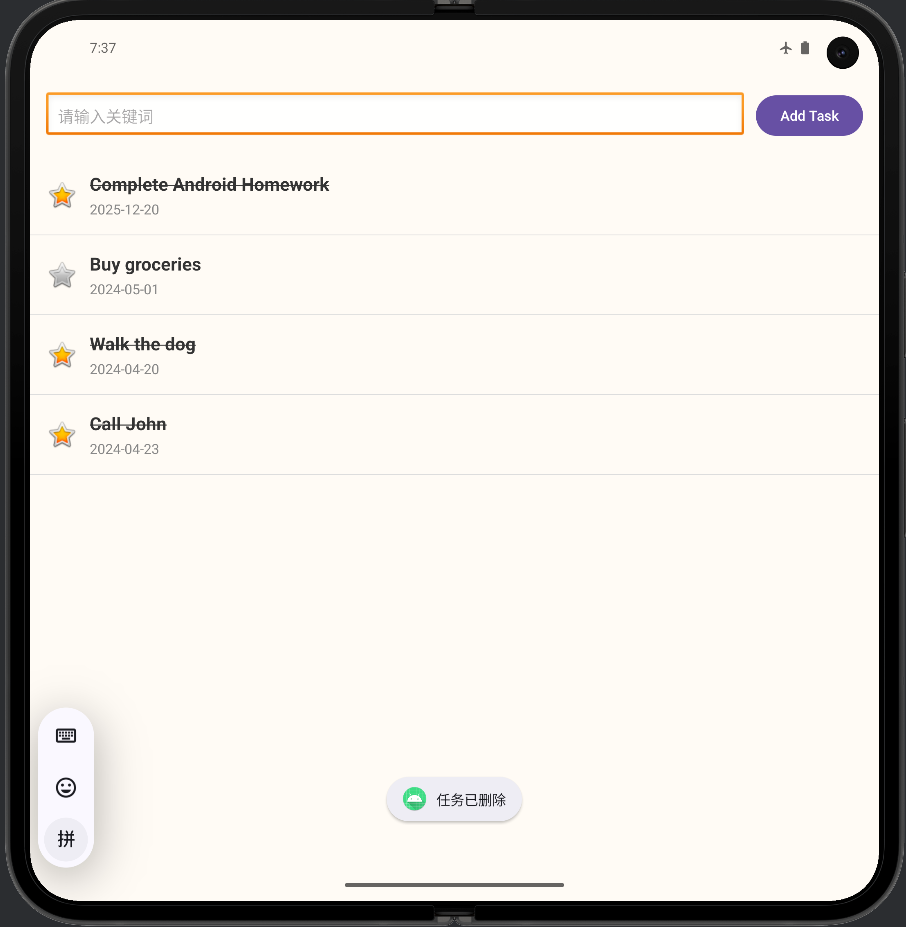 7:37
请输入关键词
Add Task
Complete Android Homework
2025-12-20
Buy groceries
2024-05-01
Walk the dog
2024-04-20
Call John
2024-04-23
任务已删除
拼